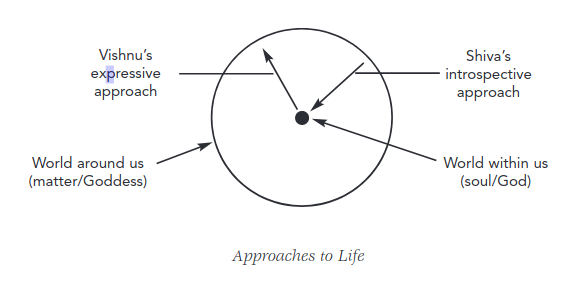 Vishnu's
expressive
approach
Shiva's
introspective
approach
World around us
(matter/Goddess)
World within us
(soul/God)
Approaches to Life